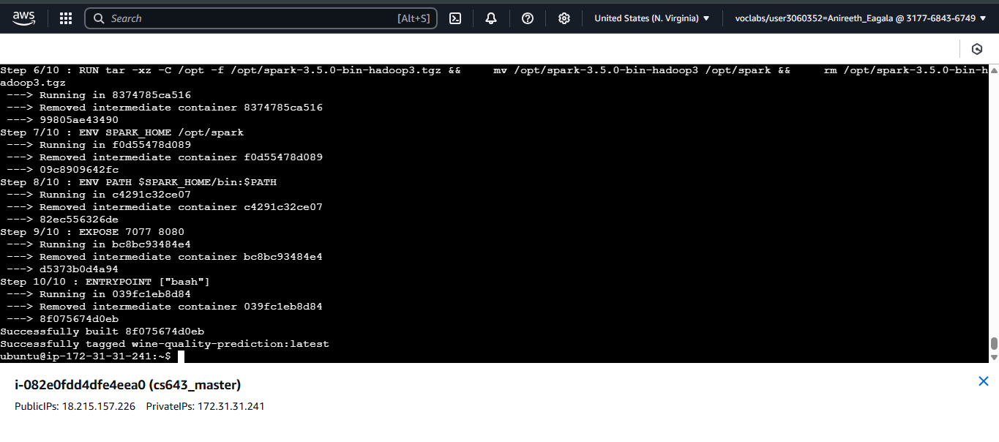 aws
Search [Alt+S] United States (N. Virginia) ▼ voclabs/user3060352=Anireeth_Eagala @ 3177-6843-6749 ▼
Step 6/10 : RUN tar -xz -C /opt -f /opt/spark-3.5.0-bin-hadoop3.tgz &&     mv /opt/spark-3.5.0-bin-hadoop3 /opt/spark &&     rm /opt/spark-3.5.0-bin-h
adoop3.tgz
 ---> Running in 8374785ca516
 ---> Removed intermediate container 8374785ca516
 ---> 99805ae43490
Step 7/10 : ENV SPARK_HOME /opt/spark
 ---> Running in f0d55478d089
 ---> Removed intermediate container f0d55478d089
 ---> 09c8909642fc
Step 8/10 : ENV PATH $SPARK_HOME/bin:$PATH
 ---> Running in c4291c32ce07
 ---> Removed intermediate container c4291c32ce07
 ---> 82ec556326de
Step 9/10 : EXPOSE 7077 8080
 ---> Running in bc8bc93484e4
 ---> Removed intermediate container bc8bc93484e4
 ---> d5373b0d4a94
Step 10/10 : ENTRYPOINT ["bash"]
 ---> Running in 039fc1eb8d84
 ---> Removed intermediate container 039fc1eb8d84
 ---> 8f075674d0eb
Successfully built 8f075674d0eb
Successfully tagged wine-quality-prediction:latest
ubuntu@ip-172-31-31-241:~$
i-082e0fdd4dfe4eea0 (cs643_master)
PublicIPs: 18.215.157.226 PrivateIPs: 172.31.31.241